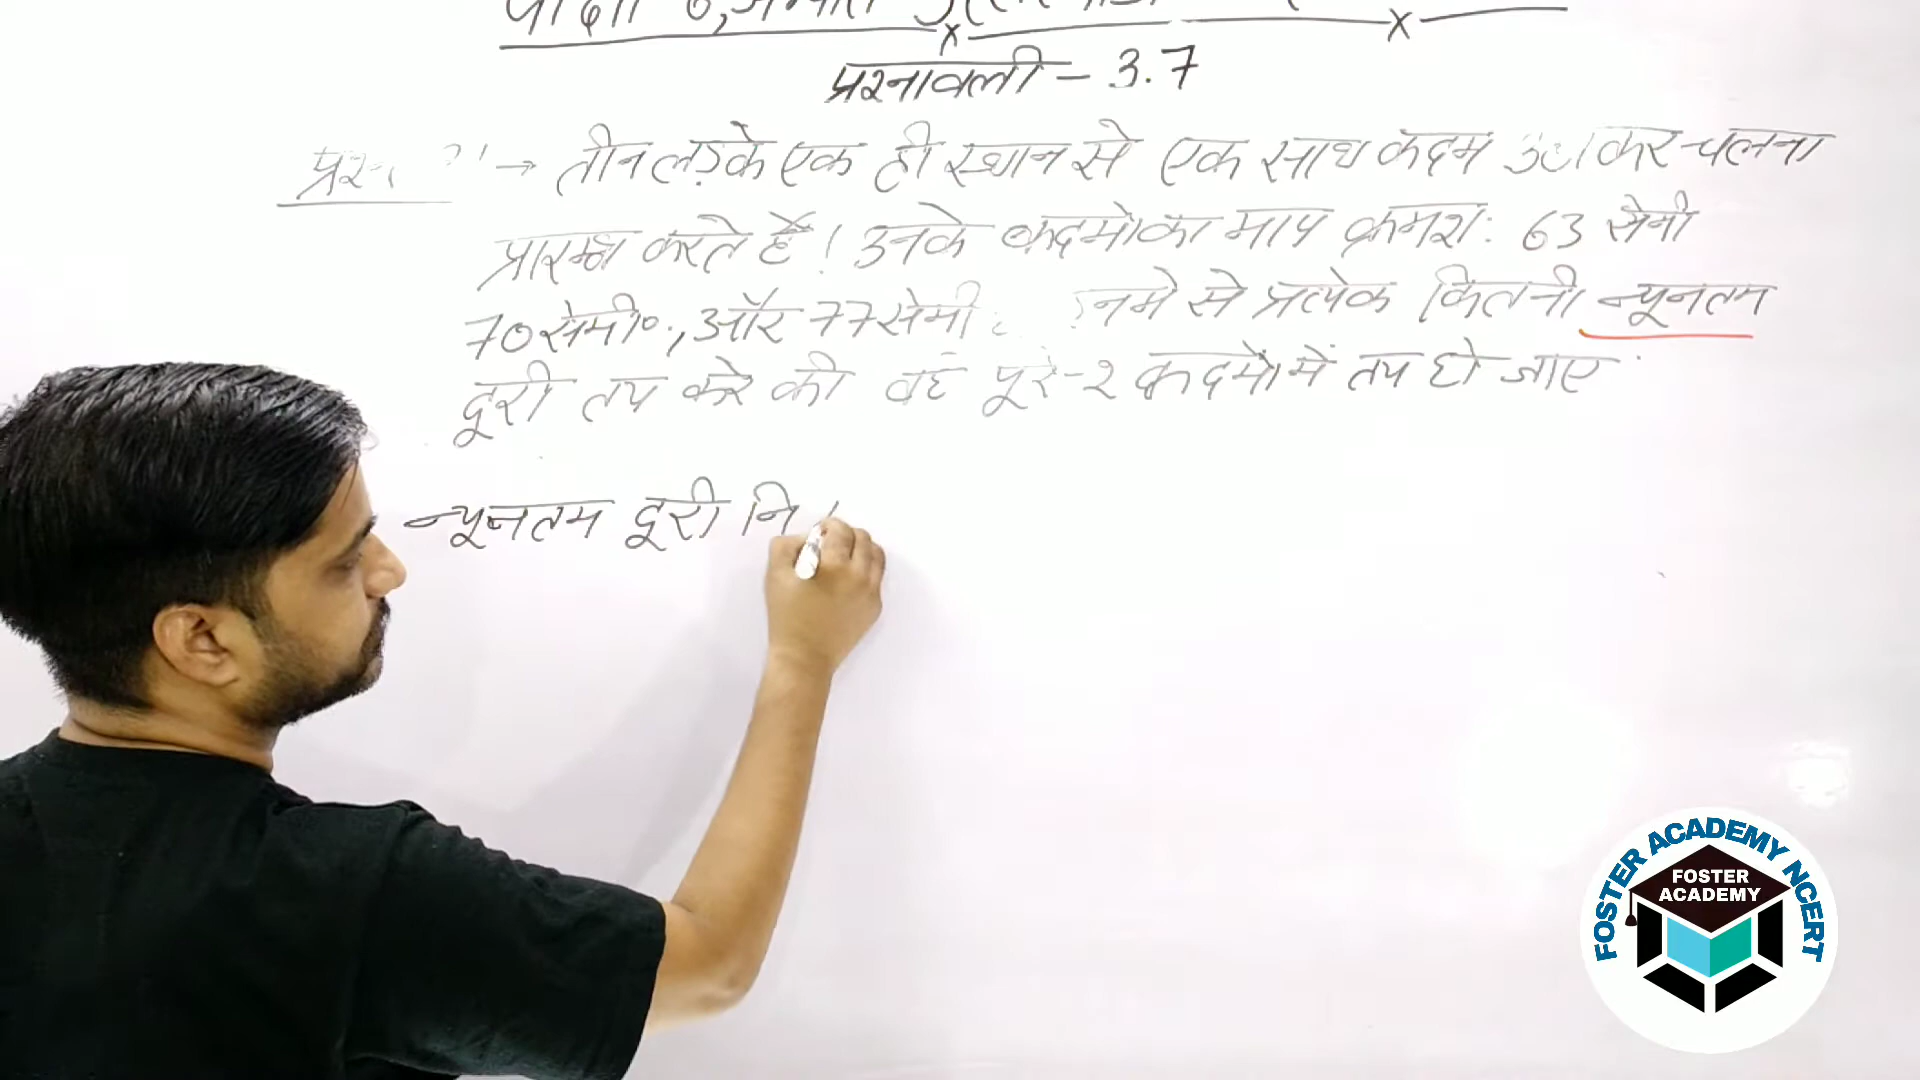 प्रश्नावली - 3.7
→ तीन लड़के एक ही स्थान से एक साथ कदम उठाकर चलना
प्रारम्भ करते हैं। उनके कदमों का माप क्रमश: 63 सेमी
70 सेमी०, और 77 सेमी इनमे से प्रत्येक कितनी न्यूनतम
दूरी तय करे की वह पूरे-२ कदमों में तय हो जाए
न्यूनतम दूरी नि
FOSTER ACADEMY NCERT
FOSTER
ACADEMY